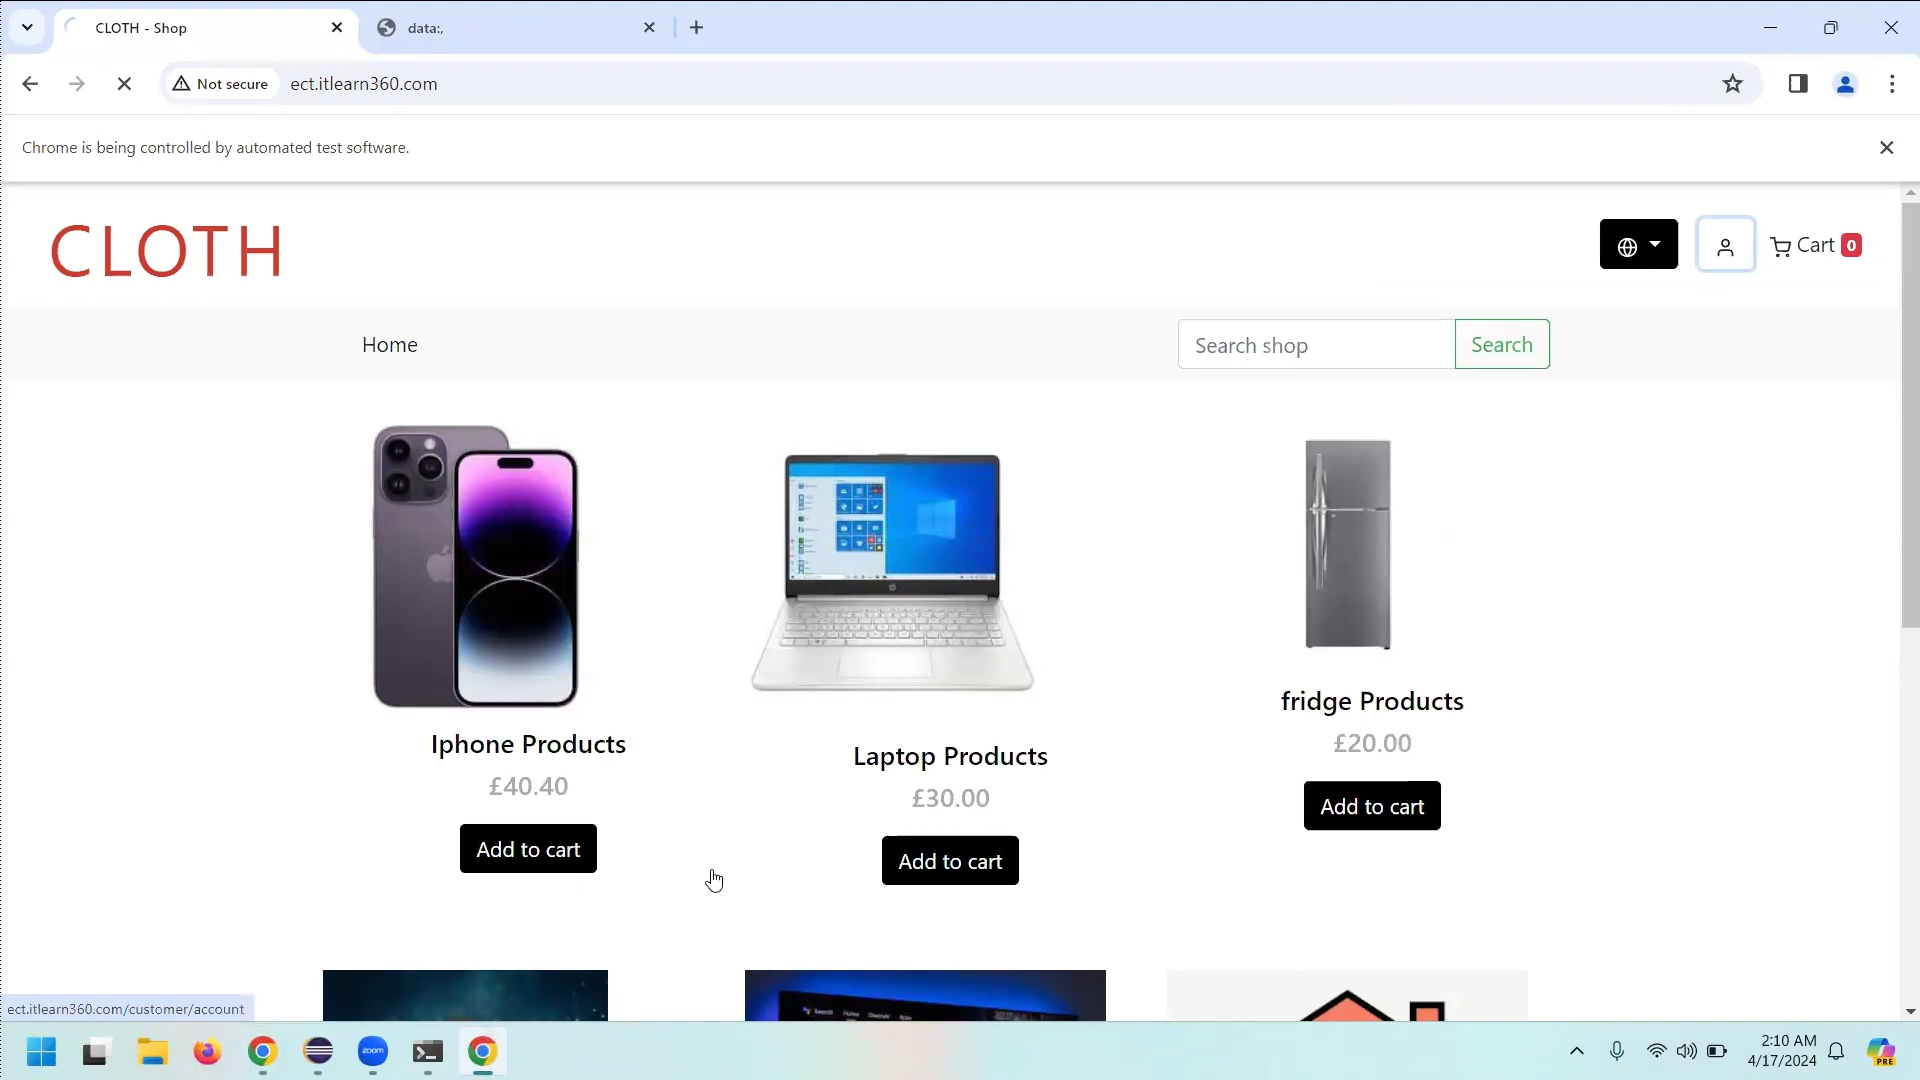 CLOTH - Shop
data:,
Not secure
ect.itlearn360.com
Chrome is being controlled by automated test software.
CLOTH
Cart 0
Home
Search shop
Search
Iphone Products
£40.40
Add to cart
Laptop Products
£30.00
Add to cart
fridge Products
£20.00
Add to cart
ect.itlearn360.com/customer/account
zoom
2:10 AM
4/17/2024
PRE